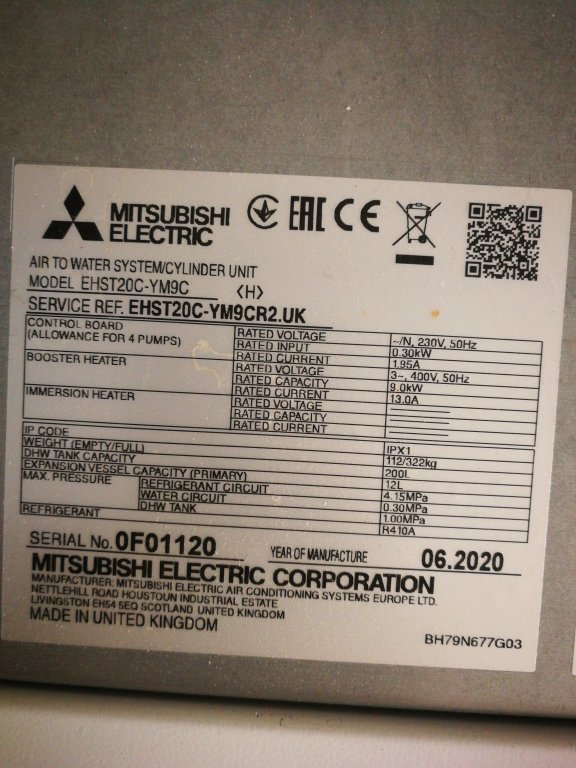 MITSUBISHI
ELECTRIC
EAC CE
AIR TO WATER SYSTEM/CYLINDER UNIT
MODEL EHST20C-YM9C <H>
SERVICE REF. EHST20C-YM9CR2.UK
CONTROL BOARD
(ALLOWANCE FOR 4 PUMPS)
RATED VOLTAGE ~/N, 230V, 50Hz
RATED INPUT 0.30kW
RATED CURRENT 1.95A
BOOSTER HEATER
RATED VOLTAGE 3~, 400V, 50Hz
RATED CAPACITY 9.0kW
RATED CURRENT 13.0A
IMMERSION HEATER
RATED VOLTAGE
RATED CAPACITY
RATED CURRENT
IP CODE IPX1
WEIGHT (EMPTY/FULL) 112/322kg
DHW TANK CAPACITY 200L
EXPANSION VESSEL CAPACITY (PRIMARY) 12L
MAX. PRESSURE REFRIGERANT CIRCUIT 4.15MPa
WATER CIRCUIT 0.30MPa
DHW TANK 1.00MPa
REFRIGERANT R410A
SERIAL No. 0F01120 YEAR OF MANUFACTURE 06.2020
MITSUBISHI ELECTRIC CORPORATION
MANUFACTURER: MITSUBISHI ELECTRIC AIR CONDITIONING SYSTEMS EUROPE LTD.
NETTLEHILL ROAD HOUSTOUN INDUSTRIAL ESTATE
LIVINGSTON EH54 5EQ SCOTLAND UNITED KINGDOM
MADE IN UNITED KINGDOM
BH79N677G03